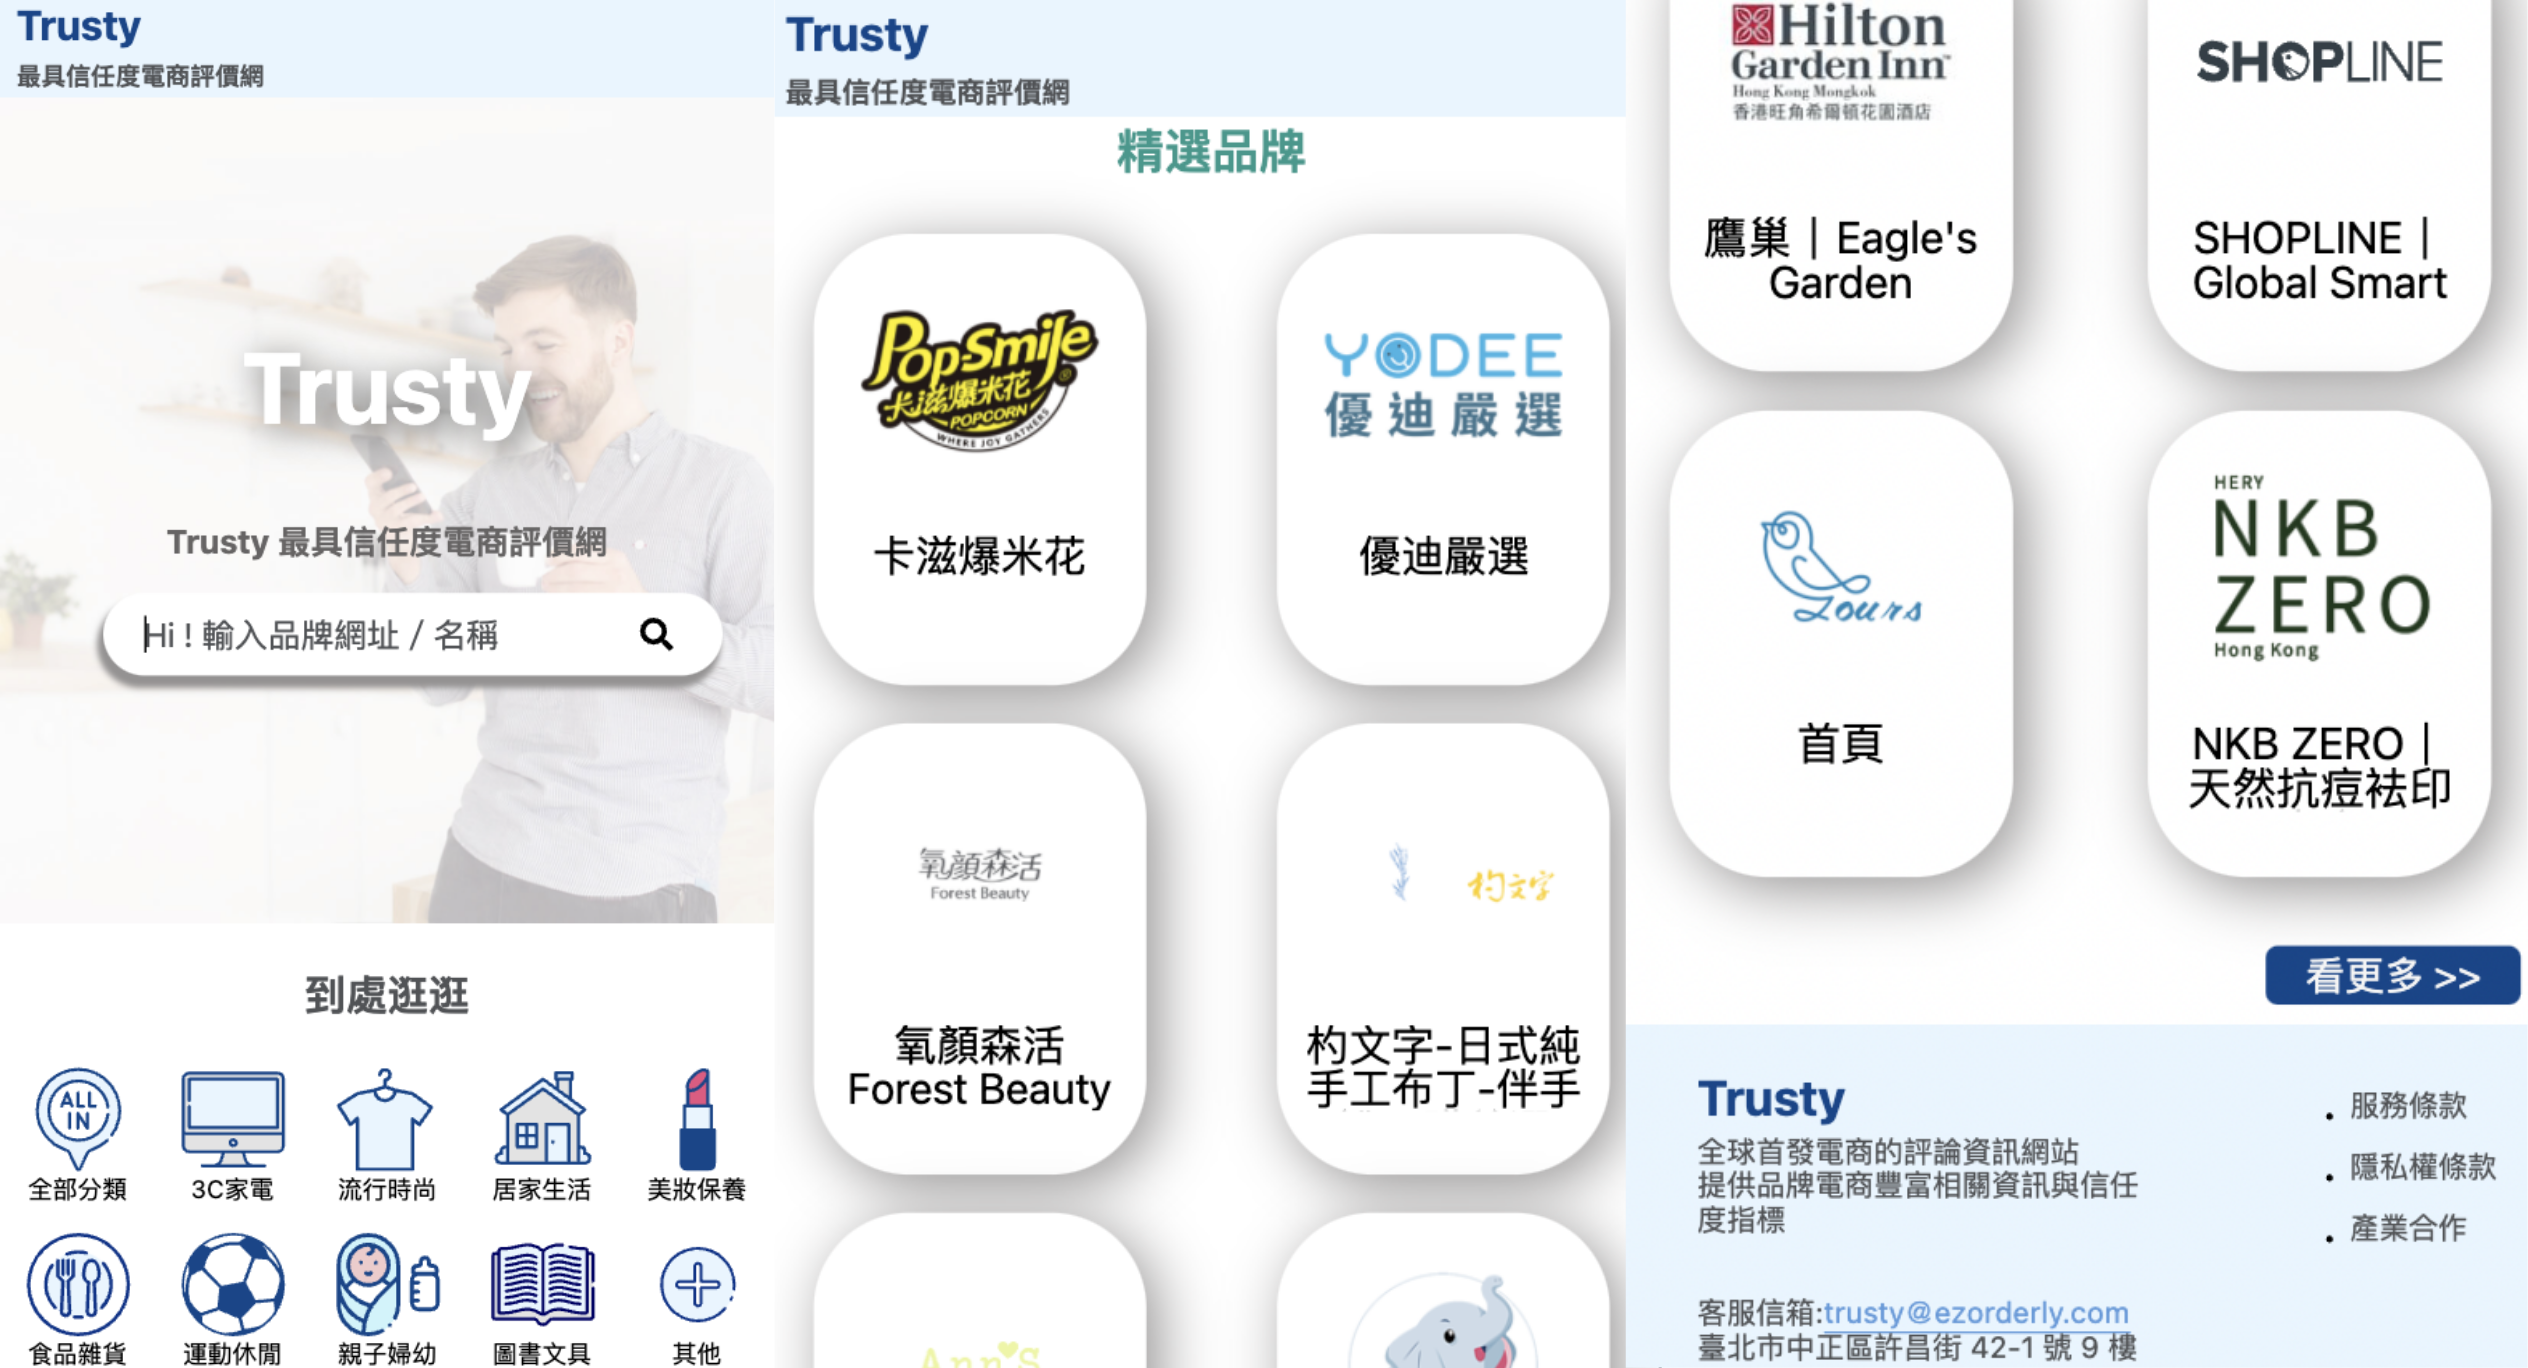 Trusty
最具信任度電商評價網
Trusty
Trusty 最具信任度電商評價網
Hi ! 輸入品牌網址 / 名稱
到處逛逛
ALL
IN
全部分類
3C家電
流行時尚
居家生活
美妝保養
食品雜貨
運動休閒
親子婦幼
圖書文具
其他
Trusty
最具信任度電商評價網
精選品牌
Pop-Smile
卡滋爆米花
POPCORN
WHERE JOY GATHERS
卡滋爆米花
YODEE
優迪嚴選
優迪嚴選
氧顏森活
Forest Beauty
氧顏森活
Forest Beauty
杓文字
杓文字-日式純
手工布丁-伴手
Ann'S
Hilton
Garden Inn™
Hong Kong Mongkok
香港旺角希爾頓花園酒店
鷹巢｜Eagle's
Garden
SHOPLINE
SHOPLINE｜
Global Smart
Zours
首頁
HERY
NKB
ZERO
Hong Kong
NKB ZERO｜
天然抗痘祛印
看更多 >>
Trusty
全球首發電商的評論資訊網站
提供品牌電商豐富相關資訊與信任
度指標
客服信箱:trusty@ezorderly.com
臺北市中正區許昌街 42-1 號 9 樓
服務條款
隱私權條款
產業合作